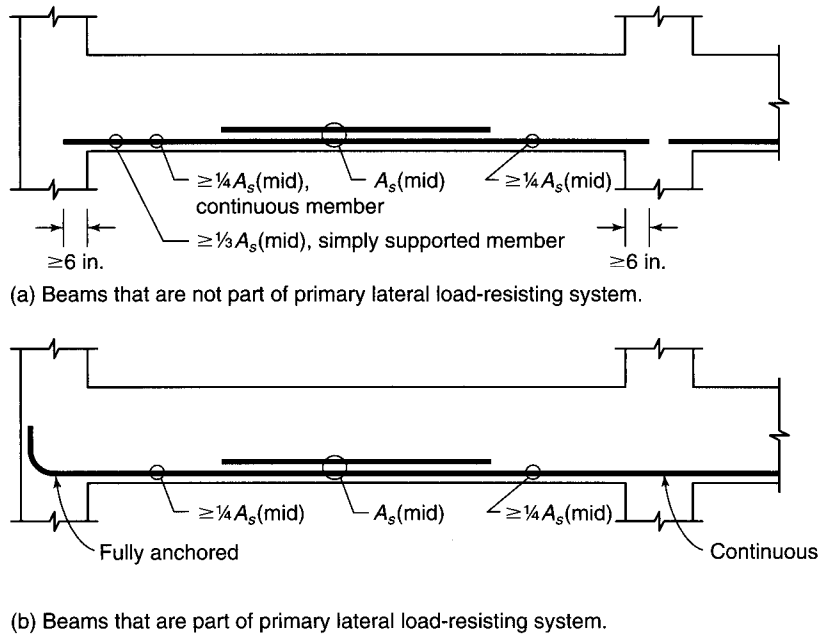 ≥¼As(mid),
continuous member
As(mid)
≥¼As(mid)
≥⅓As(mid), simply supported member
≥6 in.
≥6 in.
(a) Beams that are not part of primary lateral load-resisting system.
≥¼As(mid)
As(mid)
≥¼As(mid)
Fully anchored
Continuous
(b) Beams that are part of primary lateral load-resisting system.